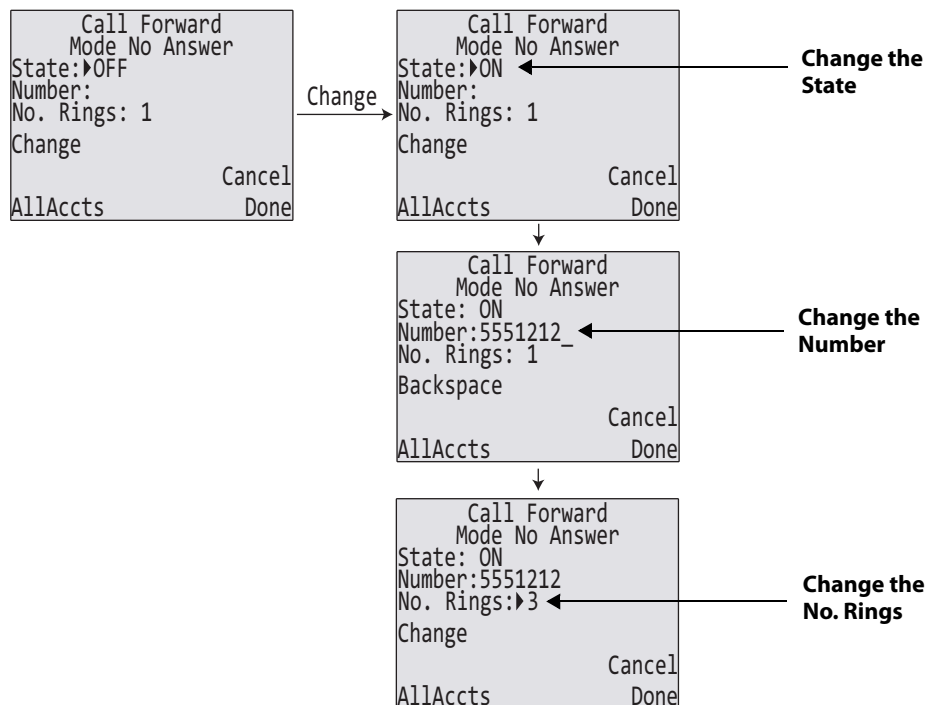 Call Forward
Mode No Answer
State:▶OFF
Number:
No. Rings: 1
Change
Cancel
AllAccts Done
Change
Call Forward
Mode No Answer
State:▶ON
Number:
No. Rings: 1
Change
Cancel
AllAccts Done
Change the
State
Call Forward
Mode No Answer
State: ON
Number:5551212_
No. Rings: 1
Backspace
Cancel
AllAccts Done
Change the
Number
Call Forward
Mode No Answer
State: ON
Number:5551212
No. Rings:▶3
Change
Cancel
AllAccts Done
Change the
No. Rings